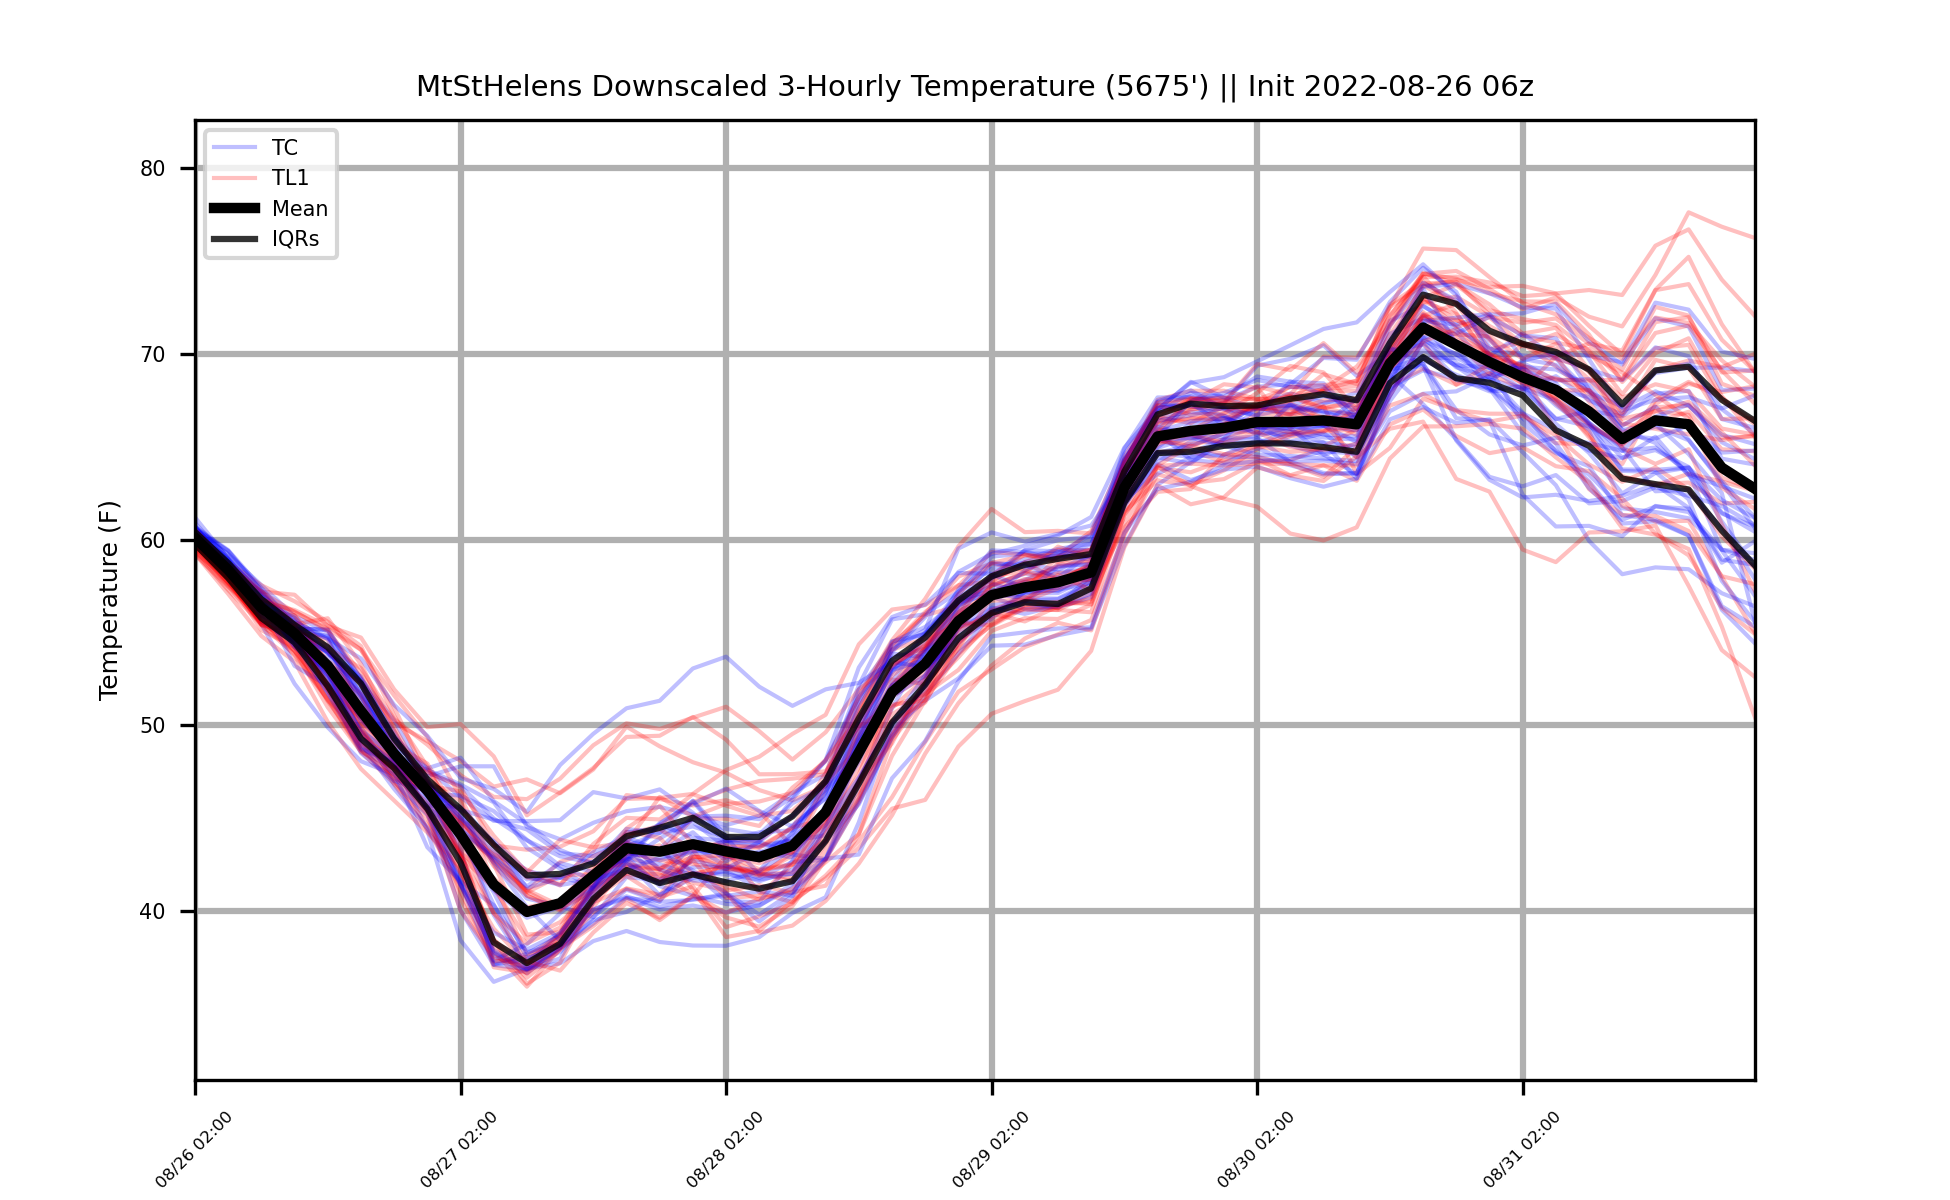 MtStHelens Downscaled 3-Hourly Temperature (5675') || Init 2022-08-26 06z
TC
TL1
Mean
IQRs
Temperature (F)
80
70
60
50
40
08/26 02:00
08/27 02:00
08/28 02:00
08/29 02:00
08/30 02:00
08/31 02:00